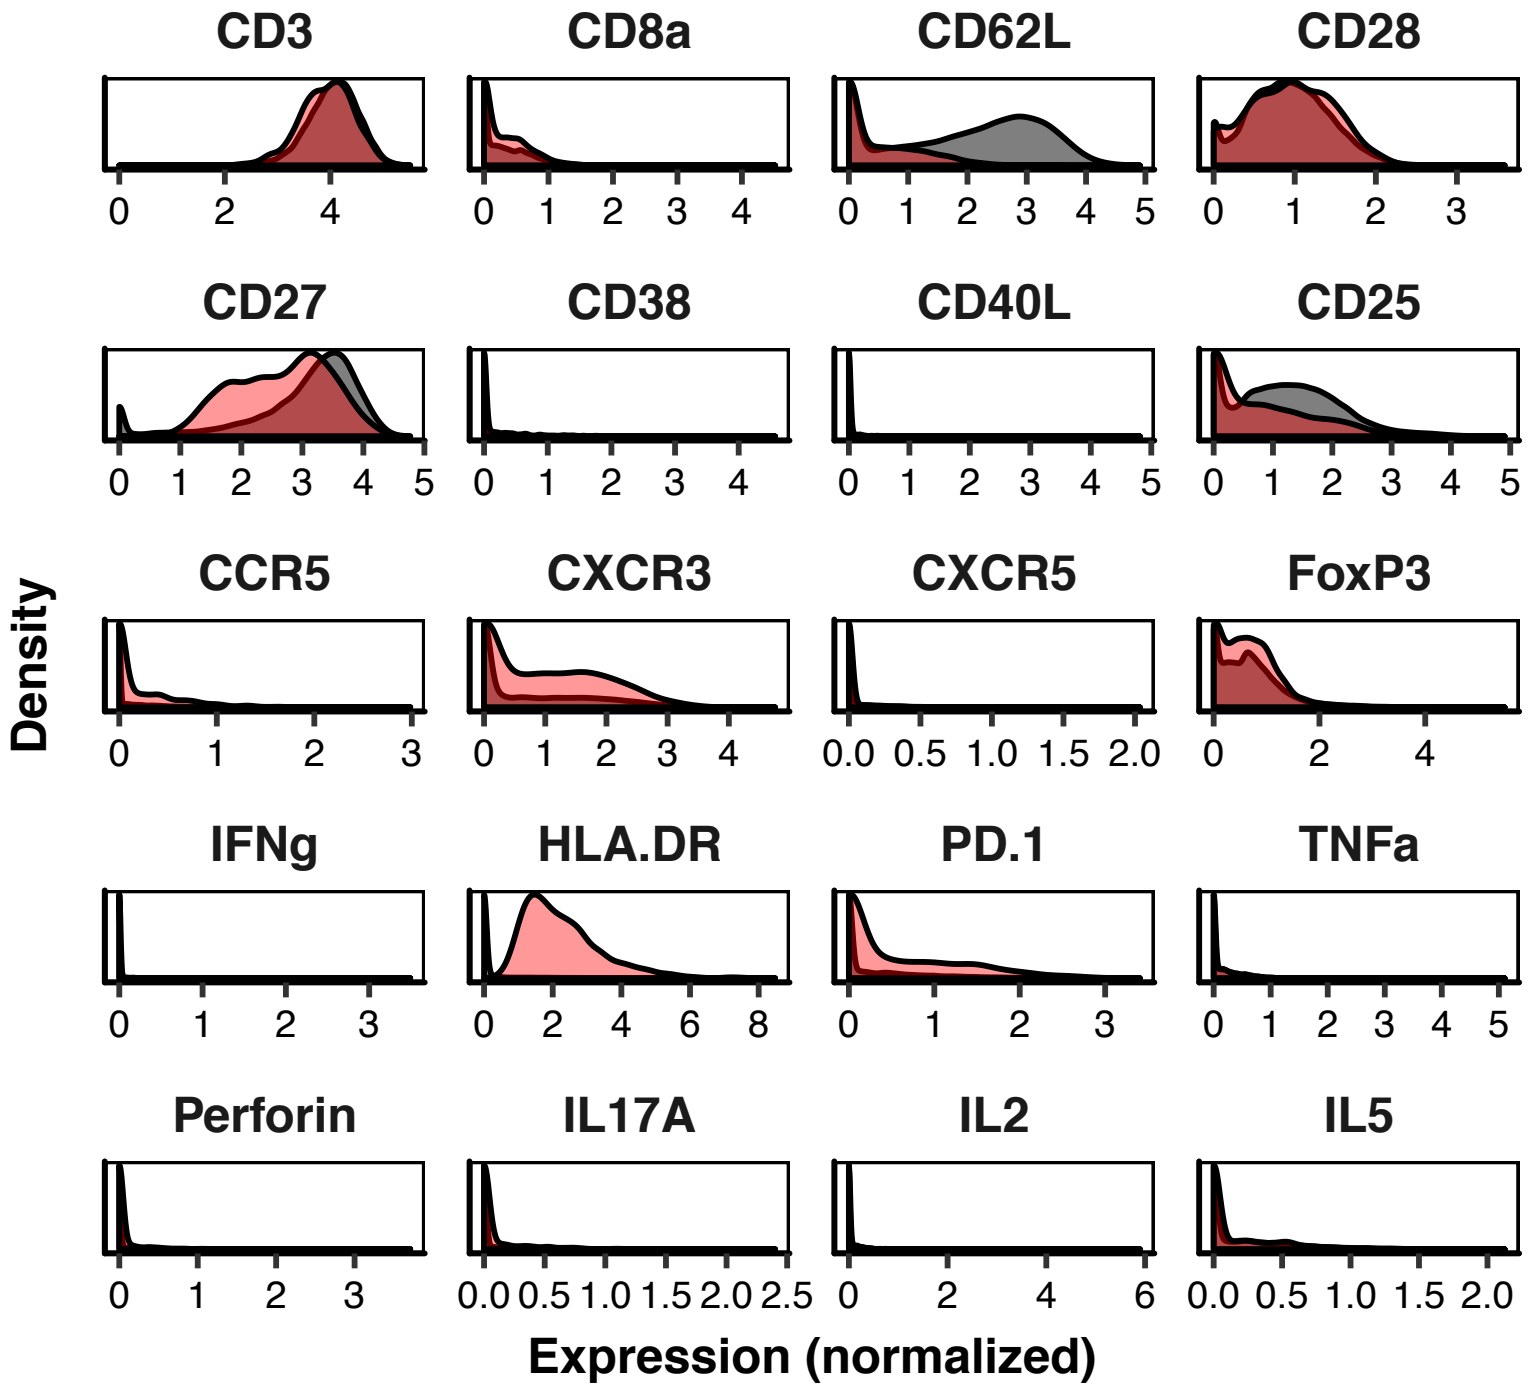 CD3 CD8a CD62L CD28
0 2 4 0 1 2 3 4 0 1 2 3 4 5 0 1 2 3
CD27 CD38 CD40L CD25
0 1 2 3 4 5 0 1 2 3 4 0 1 2 3 4 5 0 1 2 3 4 5
Density
CCR5 CXCR3 CXCR5 FoxP3
0 1 2 3 0 1 2 3 4 0.0 0.5 1.0 1.5 2.0 0 2 4
IFNg HLA.DR PD.1 TNFa
0 1 2 3 0 2 4 6 8 0 1 2 3 0 1 2 3 4 5
Perforin IL17A IL2 IL5
0 1 2 3 0.0 0.5 1.0 1.5 2.0 2.5 0 2 4 6 0.0 0.5 1.0 1.5 2.0
Expression (normalized)